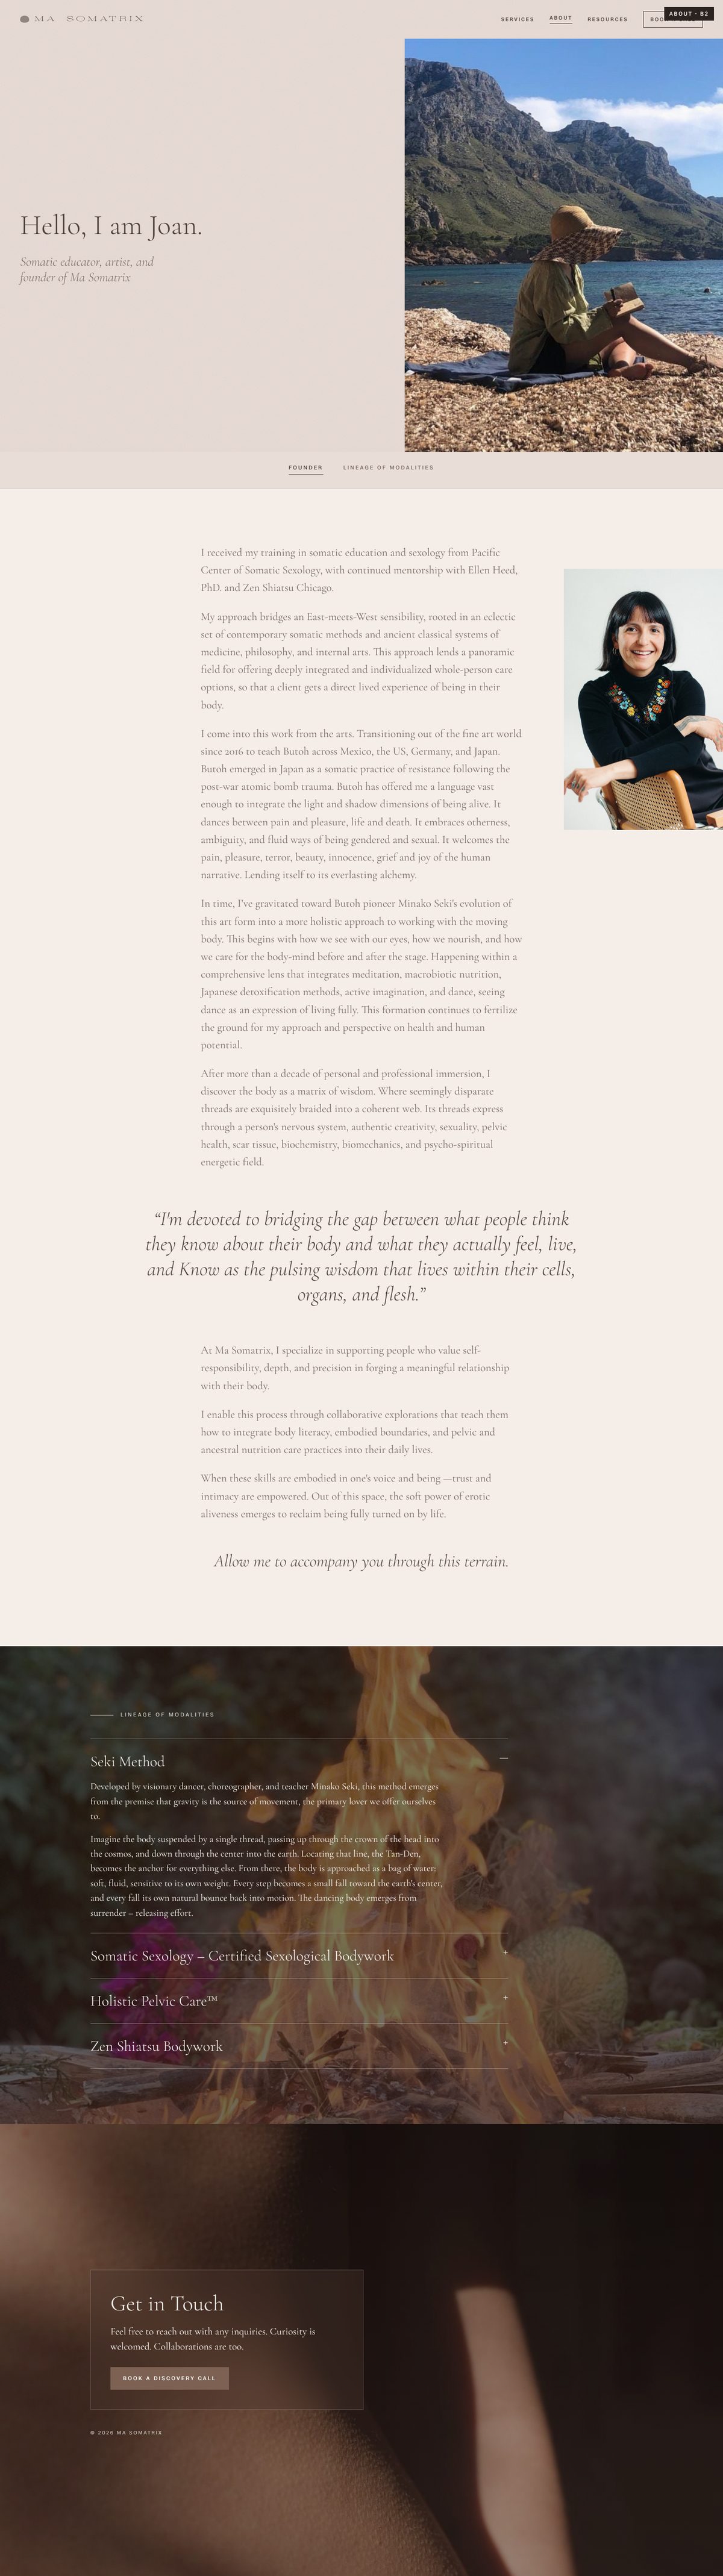 MA SOMATRIX
SERVICES
ABOUT
RESOURCES
ABOUT · B2
Hello, I am Joan.
Somatic educator, artist, and
founder of Ma Somatrix
FOUNDER
LINEAGE OF MODALITIES
I received my training in somatic education and sexology from Pacific
Center of Somatic Sexology, with continued mentorship with Ellen Heed,
PhD. and Zen Shiatsu Chicago.
My approach bridges an East-meets-West sensibility, rooted in an eclectic
set of contemporary somatic methods and ancient classical systems of
medicine, philosophy, and internal arts. This approach lends a panoramic
field for offering deeply integrated and individualized whole-person care
options, so that a client gets a direct lived experience of being in their
body.
I come into this work from the arts. Transitioning out of the fine art world
since 2016 to teach Butoh across Mexico, the US, Germany, and Japan.
Butoh emerged in Japan as a somatic practice of resistance following the
post-war atomic bomb trauma. Butoh has offered me a language vast
enough to integrate the light and shadow dimensions of being alive. It
dances between pain and pleasure, life and death. It embraces otherness,
ambiguity, and fluid ways of being gendered and sexual. It welcomes the
pain, pleasure, terror, beauty, innocence, grief and joy of the human
narrative. Lending itself to its everlasting alchemy.
In time, I've gravitated toward Butoh pioneer Minako Seki's evolution of
this art form into a more holistic approach to working with the moving
body. This begins with how we see with our eyes, how we nourish, and how
we care for the body-mind before and after the stage. Happening within a
comprehensive lens that integrates meditation, macrobiotic nutrition,
Japanese detoxification methods, active imagination, and dance, seeing
dance as an expression of living fully. This formation continues to fertilize
the ground for my approach and perspective on health and human
potential.
After more than a decade of personal and professional immersion, I
discover the body as a matrix of wisdom. Where seemingly disparate
threads are exquisitely braided into a coherent web. Its threads express
through a person's nervous system, authentic creativity, sexuality, pelvic
health, scar tissue, biochemistry, biomechanics, and psycho-spiritual
energetic field.
“I'm devoted to bridging the gap between what people think
they know about their body and what they actually feel, live,
and Know as the pulsing wisdom that lives within their cells,
organs, and flesh.”
At Ma Somatrix, I specialize in supporting people who value self-
responsibility, depth, and precision in forging a meaningful relationship
with their body.
I enable this process through collaborative explorations that teach them
how to integrate body literacy, embodied boundaries, and pelvic and
ancestral nutrition care practices into their daily lives.
When these skills are embodied in one's voice and being —trust and
intimacy are empowered. Out of this space, the soft power of erotic
aliveness emerges to reclaim being fully turned on by life.
Allow me to accompany you through this terrain.
LINEAGE OF MODALITIES
Seki Method —
Developed by visionary dancer, choreographer, and teacher Minako Seki, this method emerges
from the premise that gravity is the source of movement, the primary lover we offer ourselves
to.
Imagine the body suspended by a single thread, passing up through the crown of the head into
the cosmos, and down through the center into the earth. Locating that line, the Tan-Den,
becomes the anchor for everything else. From there, the body is approached as a bag of water:
soft, fluid, sensitive to its own weight. Every step becomes a small fall toward the earth's center,
and every fall its own natural bounce back into motion. The dancing body emerges from
surrender – releasing effort.
Somatic Sexology – Certified Sexological Bodywork +
Holistic Pelvic Care™ +
Zen Shiatsu Bodywork +
Get in Touch
Feel free to reach out with any inquiries. Curiosity is
welcomed. Collaborations are too.
BOOK A DISCOVERY CALL
© 2026 MA SOMATRIX